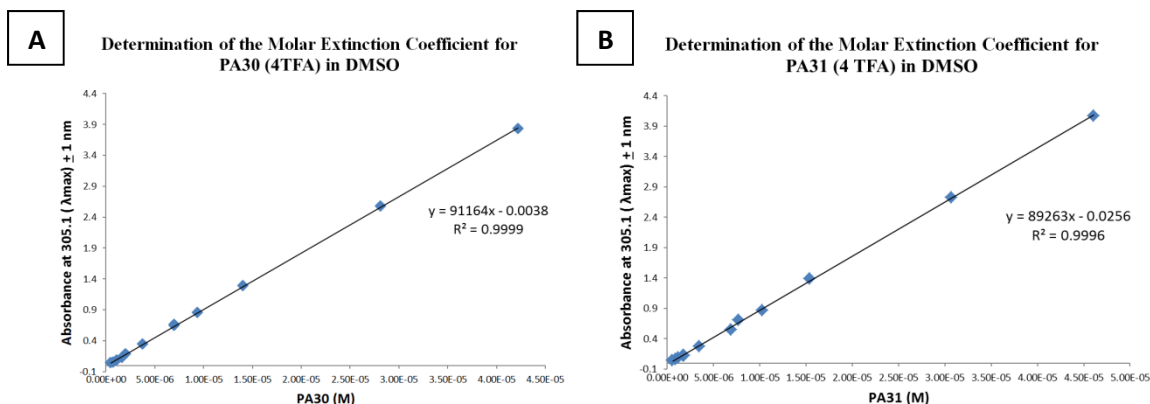 A
Determination of the Molar Extinction Coefficient for
PA30 (4TFA) in DMSO
Absorbance at 305.1 ( λmax) ± 1 nm
4.4
3.9
3.4
2.9
2.4
1.9
1.4
0.9
0.4
-0.1
y = 91164x - 0.0038
R² = 0.9999
0.00E+00 5.00E-06 1.00E-05 1.50E-05 2.00E-05 2.50E-05 3.00E-05 3.50E-05 4.00E-05 4.50E-05
PA30 (M)
B
Determination of the Molar Extinction Coefficient for
PA31 (4 TFA) in DMSO
Absorbance at 305.1 ( λmax) ± 1 nm
4.4
3.9
3.4
2.9
2.4
1.9
1.4
0.9
0.4
-0.1
y = 89263x - 0.0256
R² = 0.9996
0.00E+00 5.00E-06 1.00E-05 1.50E-05 2.00E-05 2.50E-05 3.00E-05 3.50E-05 4.00E-05 4.50E-05 5.00E-05
PA31 (M)